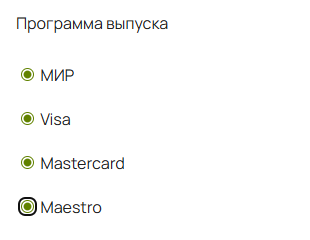 Программа выпуска
МИР
Visa
Mastercard
Maestro